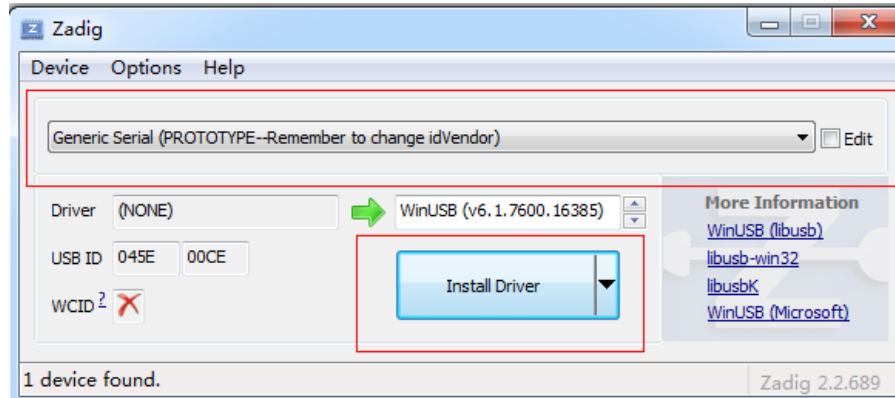 Zadig
Device Options Help
Generic Serial (PROTOTYPE--Remember to change idVendor)
Edit
Driver (NONE) WinUSB (v6.1.7600.16385)
USB ID 045E 00CE
WCID ?
Install Driver
More Information
WinUSB (libusb)
libusb-win32
libusbK
WinUSB (Microsoft)
1 device found.
Zadig 2.2.689